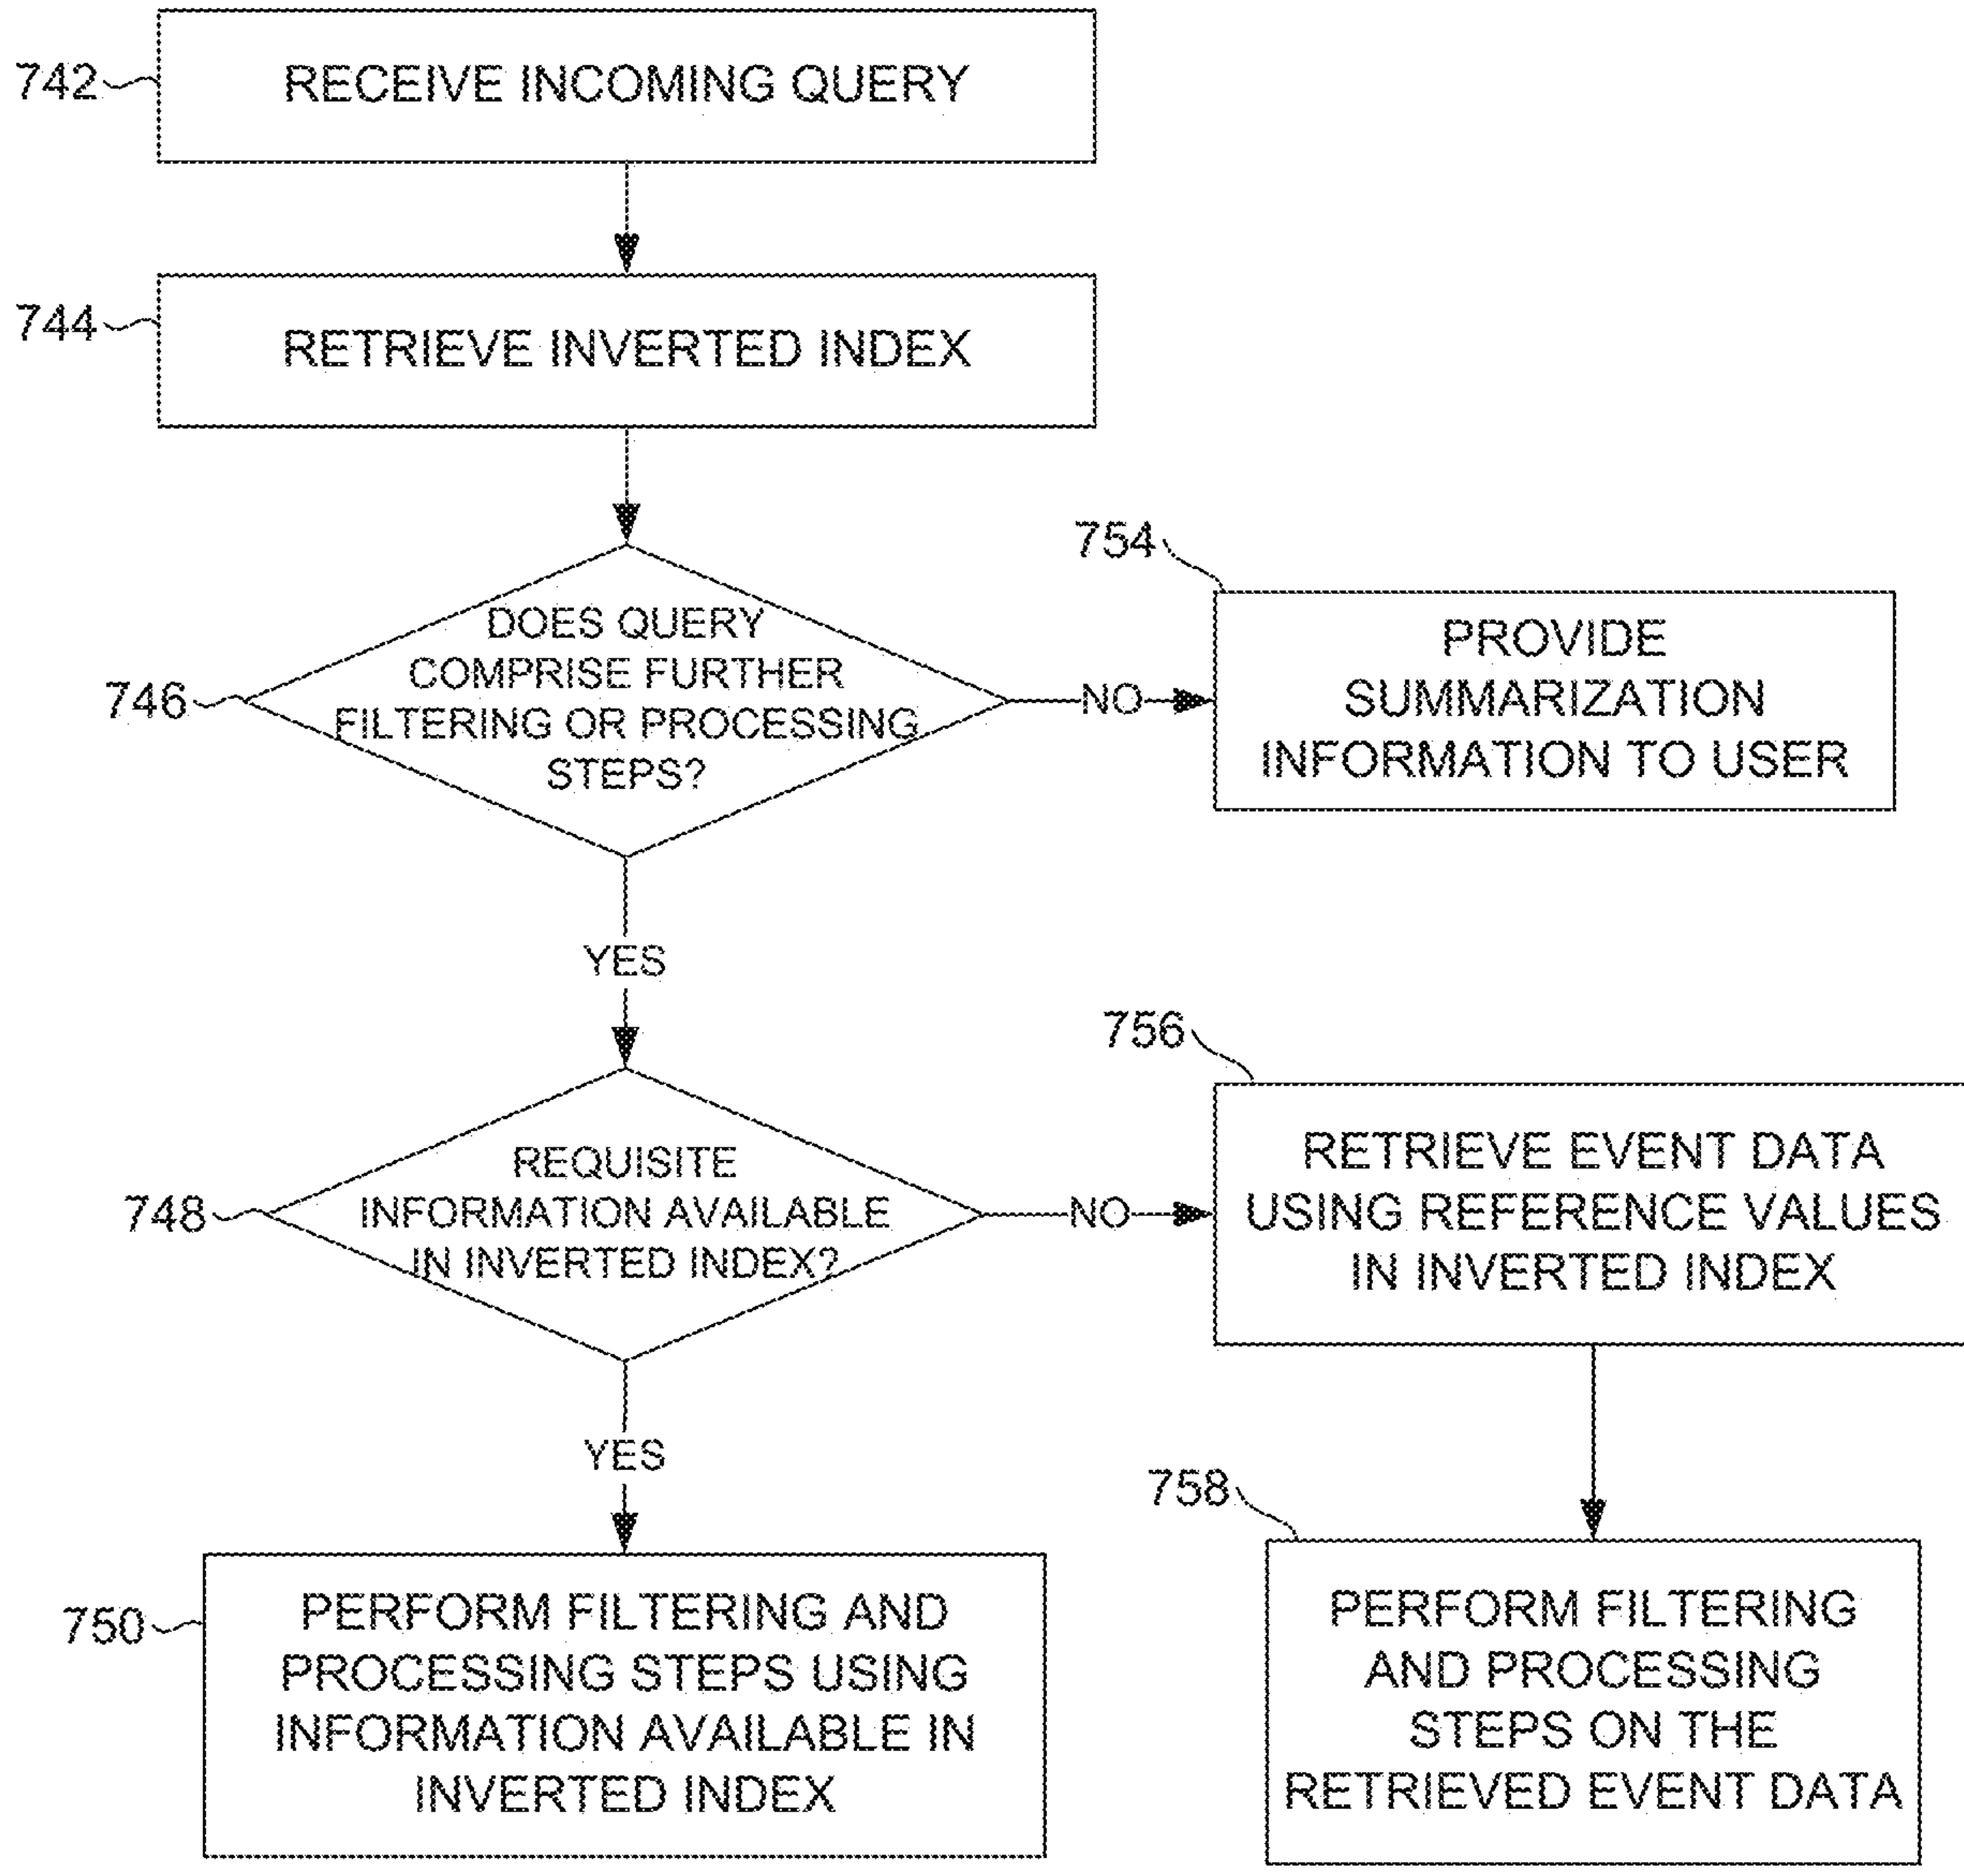 742
RECEIVE INCOMING QUERY
744
RETRIEVE INVERTED INDEX
746
DOES QUERY
COMPRISE FURTHER
FILTERING OR PROCESSING
STEPS?
NO
754
PROVIDE
SUMMARIZATION
INFORMATION TO USER
YES
748
REQUISITE
INFORMATION AVAILABLE
IN INVERTED INDEX?
NO
756
RETRIEVE EVENT DATA
USING REFERENCE VALUES
IN INVERTED INDEX
YES
750
PERFORM FILTERING AND
PROCESSING STEPS USING
INFORMATION AVAILABLE IN
INVERTED INDEX
758
PERFORM FILTERING
AND PROCESSING
STEPS ON THE
RETRIEVED EVENT DATA